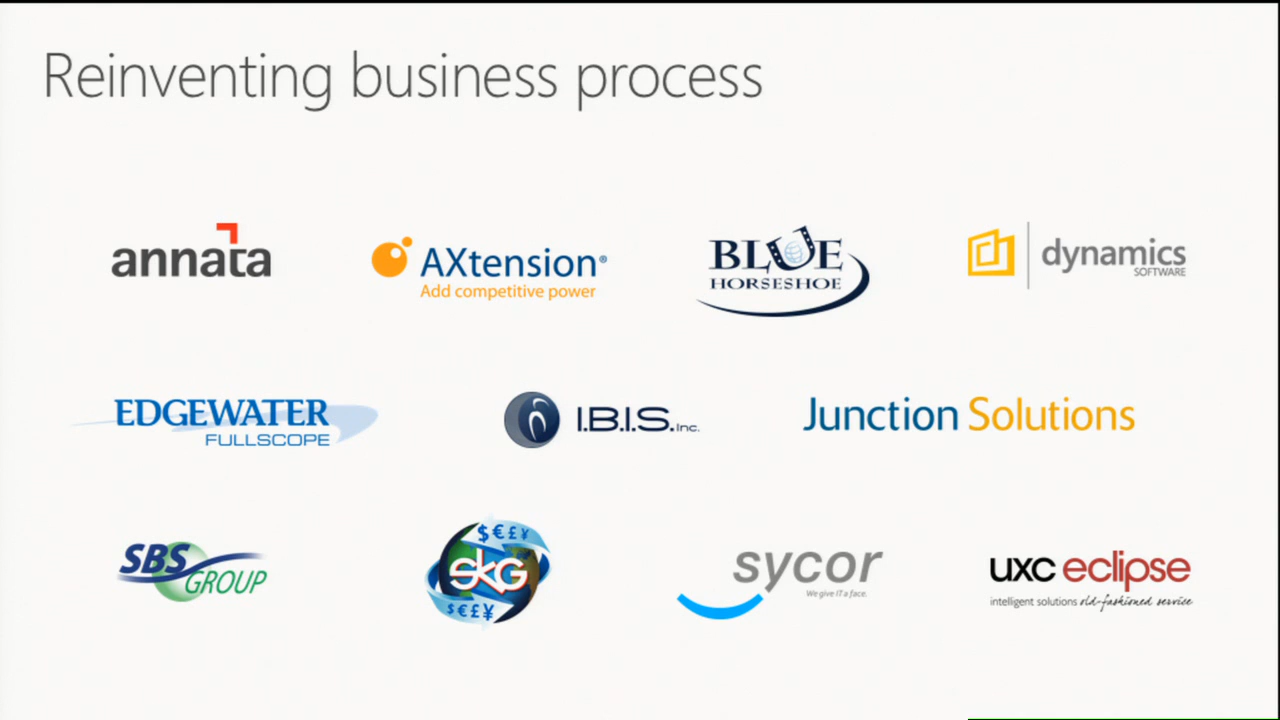 Reinventing business process
annata
AXtension®
Add competitive power
BLUE
HORSESHOE
dynamics
SOFTWARE
EDGEWATER
FULLSCOPE
I.B.I.S. Inc.
Junction Solutions
SBS
GROUP
$€£¥
SKG
$€£¥
sycor
We give IT a face.
uxc eclipse
intelligent solutions old-fashioned service